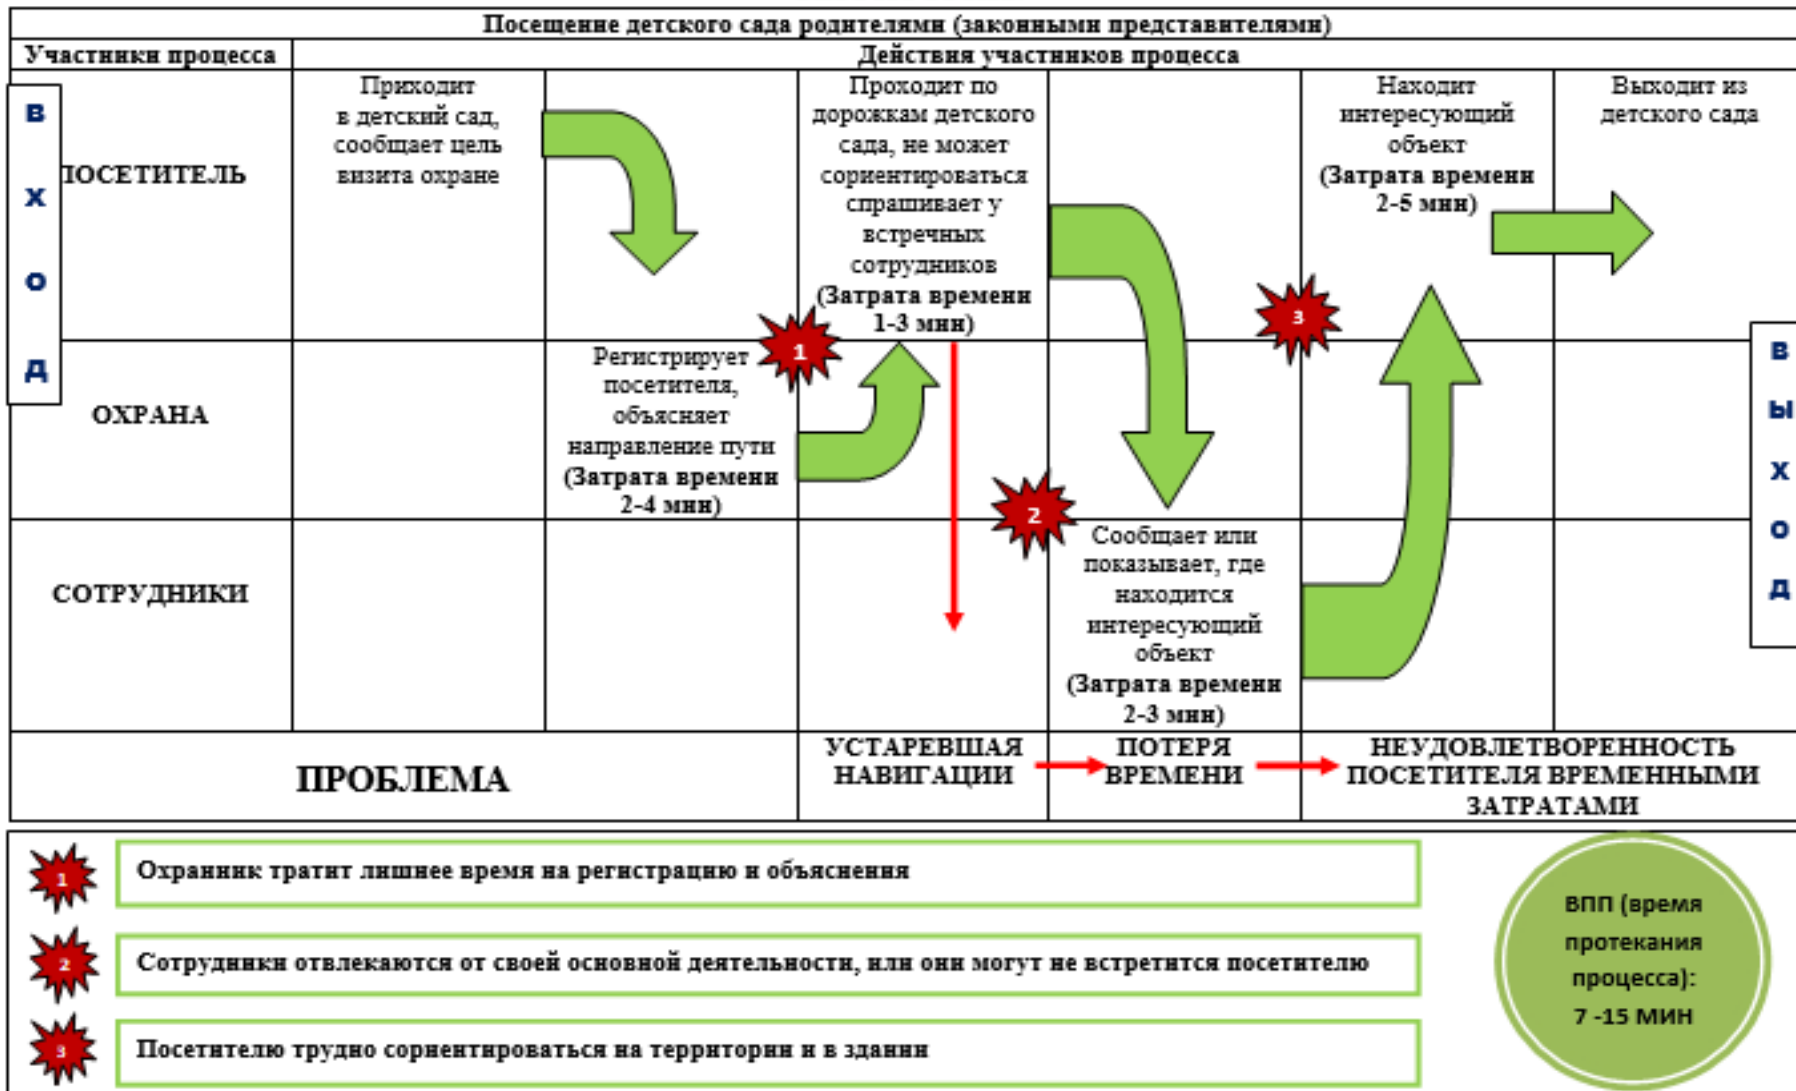 Посещение детского сада родителями (законными представителями)
Участники процесса
Действия участников процесса
В
Х
О
Д
ПОСЕТИТЕЛЬ
Приходит
в детский сад,
сообщает цель
визита охране
Проходит по
дорожкам детского
сада, не может
сориентироваться
спрашивает у
встречных
сотрудников
(Затрата времени
1-3 мин)
Находит
интересующий
объект
(Затрата времени
2-5 мин)
Выходит из
детского сада
1
3
ОХРАНА
Регистрирует
посетителя,
объясняет
направление пути
(Затрата времени
2-4 мин)
В
Ы
Х
О
Д
2
СОТРУДНИКИ
Сообщает или
показывает, где
находится
интересующий
объект
(Затрата времени
2-3 мин)
ПРОБЛЕМА
УСТАРЕВШАЯ
НАВИГАЦИИ
ПОТЕРЯ
ВРЕМЕНИ
НЕУДОВЛЕТВОРЕННОСТЬ
ПОСЕТИТЕЛЯ ВРЕМЕННЫМИ
ЗАТРАТАМИ
1
Охранник тратит лишнее время на регистрацию и объяснения
2
Сотрудники отвлекаются от своей основной деятельности, или они могут не встретится посетителю
3
Посетителю трудно сориентироваться на территории и в здании
ВПП (время
протекания
процесса):
7 -15 МИН